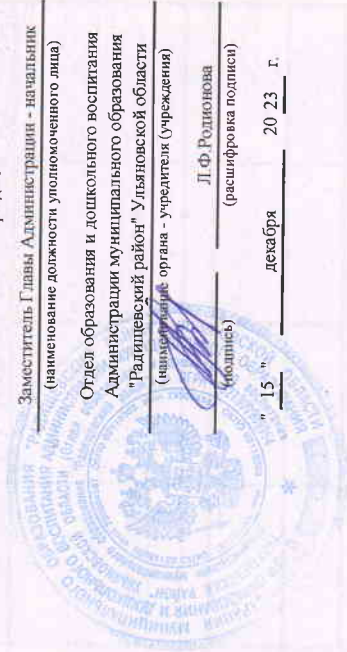 Заместитель Главы Администрации - начальник
(наименование должности уполномоченного лица)
Отдел образования и дошкольного воспитания
Администрации муниципального образования
"Радищевский район" Ульяновской области
(наименование органа - учредителя (учреждения)
Л.Ф.Родионова
(подпись) (расшифровка подписи)
" 15 " декабря 20 23 г.